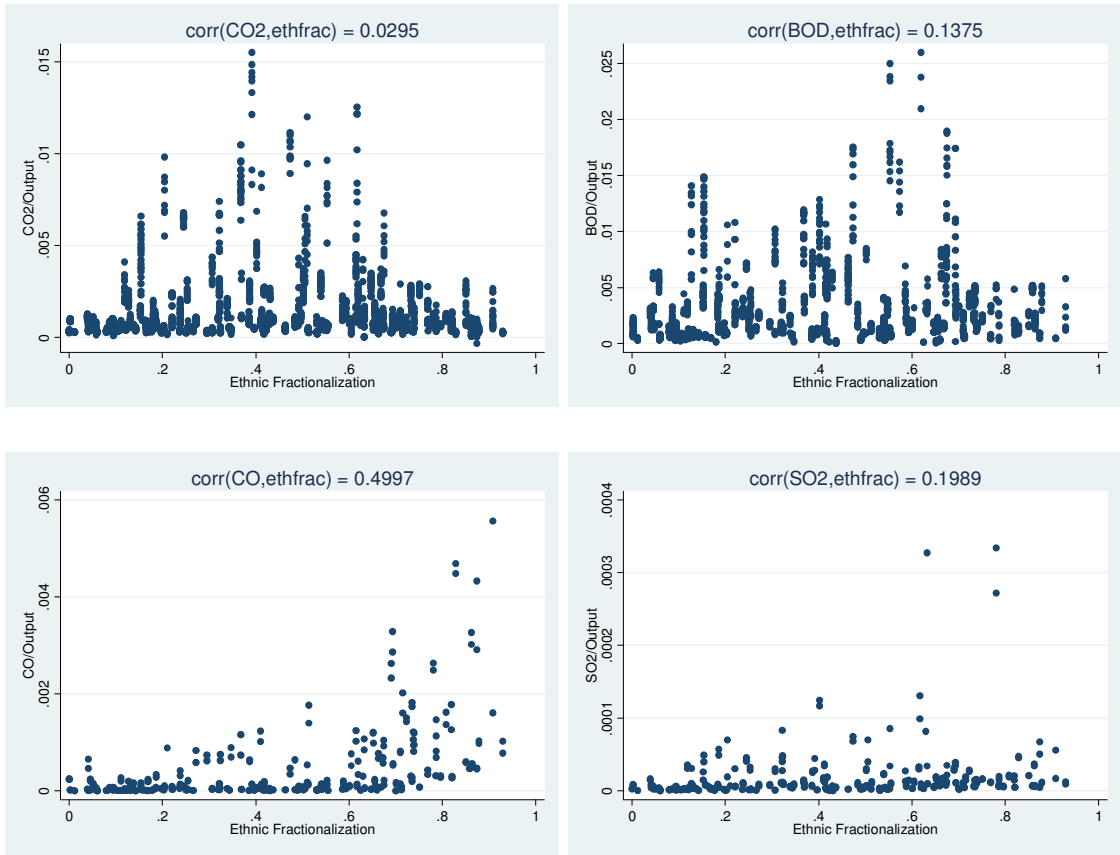 corr(CO2,ethfrac) = 0.0295
CO2/Output
.015
.01
.005
0
0 .2 .4 .6 .8 1
Ethnic Fractionalization
corr(BOD,ethfrac) = 0.1375
BOD/Output
.025
.02
.015
.01
.005
0
0 .2 .4 .6 .8 1
Ethnic Fractionalization
corr(CO,ethfrac) = 0.4997
CO/Output
.006
.004
.002
0
0 .2 .4 .6 .8 1
Ethnic Fractionalization
corr(SO2,ethfrac) = 0.1989
SO2/Output
.0004
.0003
.0002
.0001
0
0 .2 .4 .6 .8 1
Ethnic Fractionalization